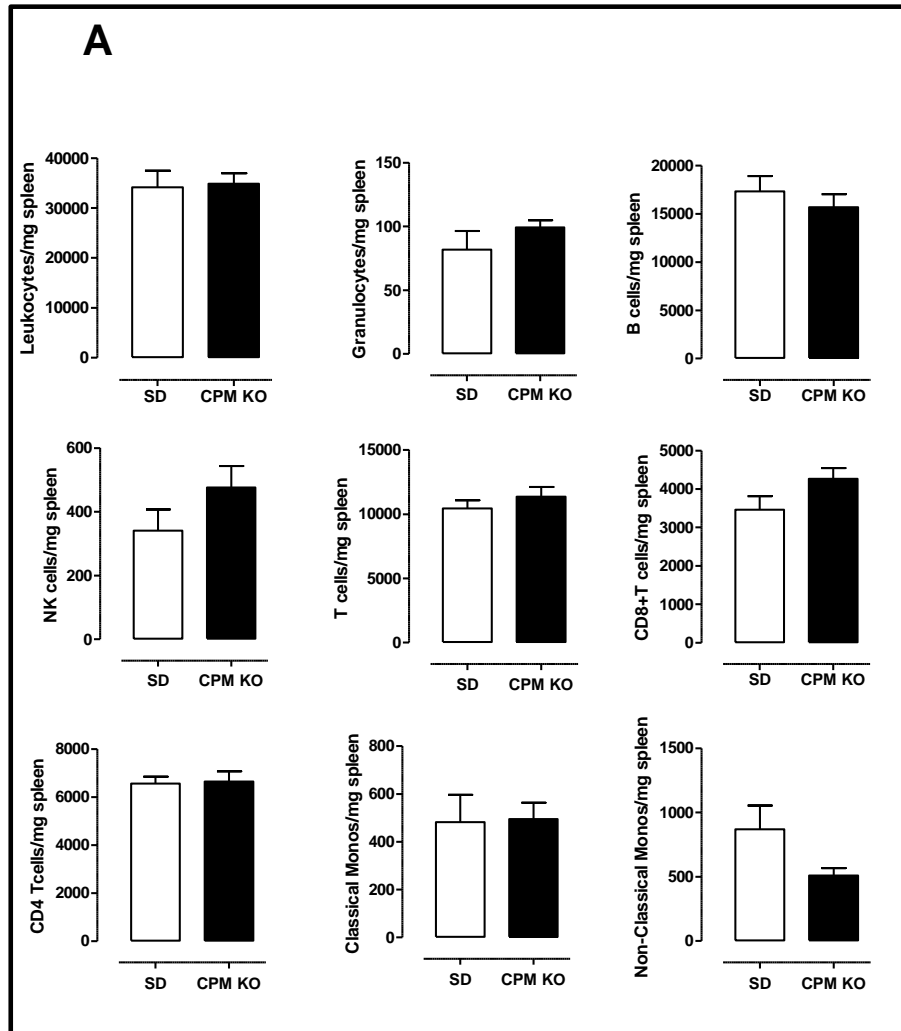 A
Leukocytes/mg spleen
40000
30000
20000
10000
0
SD CPM KO
Granulocytes/mg spleen
150
100
50
0
SD CPM KO
B cells/mg spleen
20000
15000
10000
5000
0
SD CPM KO
NK cells/mg spleen
600
400
200
0
SD CPM KO
T cells/mg spleen
15000
10000
5000
0
SD CPM KO
CD8+T cells/mg spleen
5000
4000
3000
2000
1000
0
SD CPM KO
CD4 Tcells/mg spleen
8000
6000
4000
2000
0
SD CPM KO
Classical Monos/mg spleen
800
600
400
200
0
SD CPM KO
Non-Classical Monos/mg spleen
1500
1000
500
0
SD CPM KO